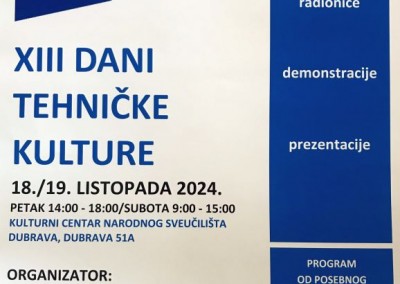 XIII DANI
TEHNIČKE
KULTURE
18./19. LISTOPADA 2024.
PETAK 14:00 - 18:00/SUBOTA 9:00 - 15:00
KULTURNI CENTAR NARODNOG SVEUČILIŠTA
DUBRAVA, DUBRAVA 51A
ORGANIZATOR:
radionice
demonstracije
prezentacije
PROGRAM
OD POSEBNOG